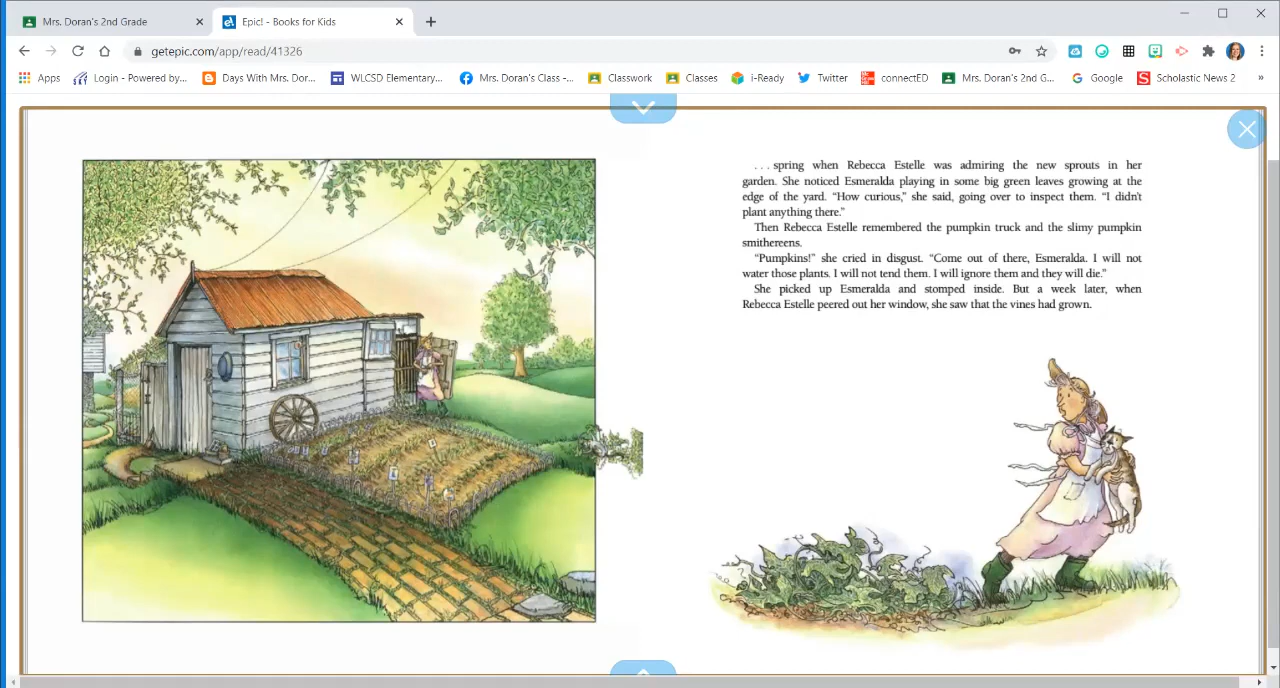 Mrs. Doran's 2nd Grade
Epic! - Books for Kids
getepic.com/app/read/41326
Apps
Login - Powered by...
Days With Mrs. Dor...
WLCSD Elementary...
Mrs. Doran's Class -...
Classwork
Classes
i-Ready
Twitter
connectED
Mrs. Doran's 2nd G...
Google
Scholastic News 2
»
. . . spring when Rebecca Estelle was admiring the new sprouts in her
garden. She noticed Esmeralda playing in some big green leaves growing at the
edge of the yard. “How curious,” she said, going over to inspect them. “I didn’t
plant anything there.”
Then Rebecca Estelle remembered the pumpkin truck and the slimy pumpkin
smithereens.
“Pumpkins!” she cried in disgust. “Come out of there, Esmeralda. I will not
water those plants. I will not tend them. I will ignore them and they will die.”
She picked up Esmeralda and stomped inside. But a week later, when
Rebecca Estelle peered out her window, she saw that the vines had grown.